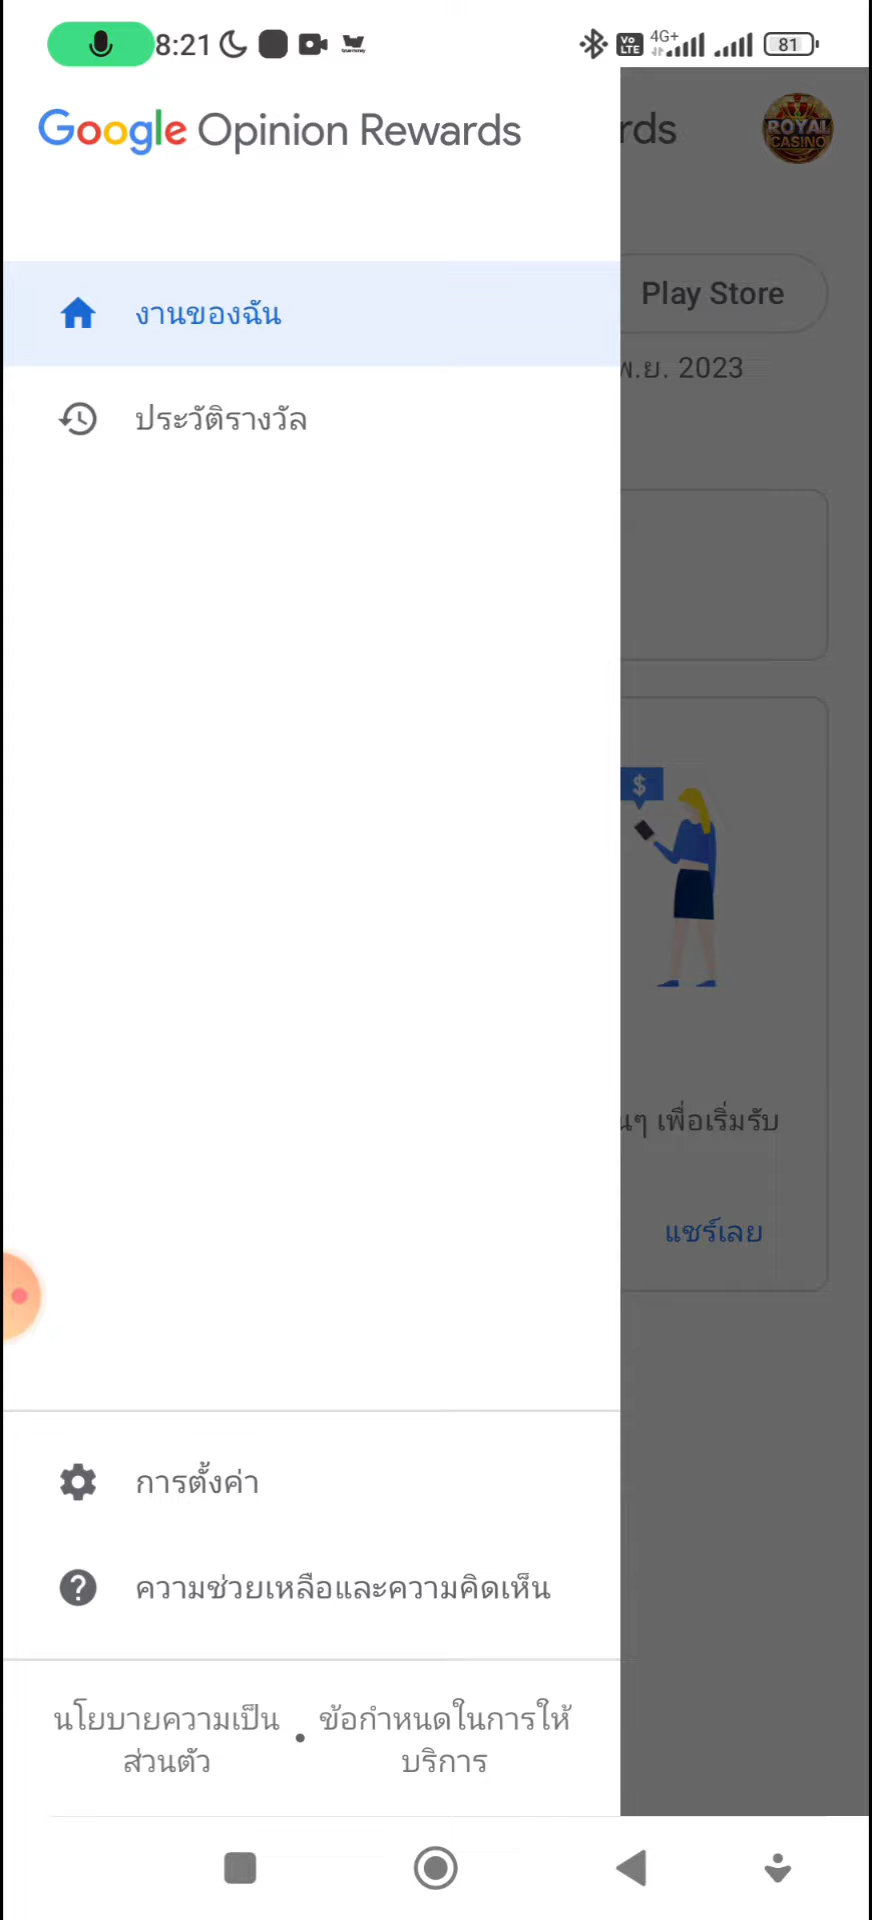 8:21
Vo LTE 4G+ 81
Google Opinion Rewards
rds
ROYAL CASINO
งานของฉัน
Play Store
พ.ย. 2023
ประวัติรางวัล
$
นๆ เพื่อเริ่มรับ
แชร์เลย
การตั้งค่า
ความช่วยเหลือและความคิดเห็น
นโยบายความเป็นส่วนตัว • ข้อกำหนดในการให้บริการ